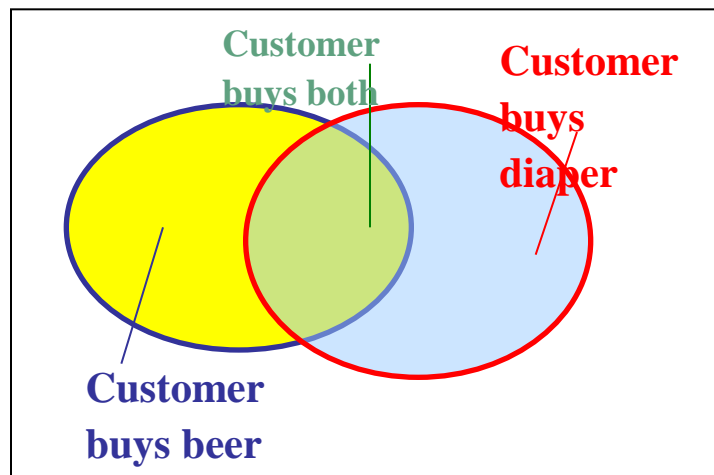 Customer
buys both
Customer
buys
diaper
Customer
buys beer